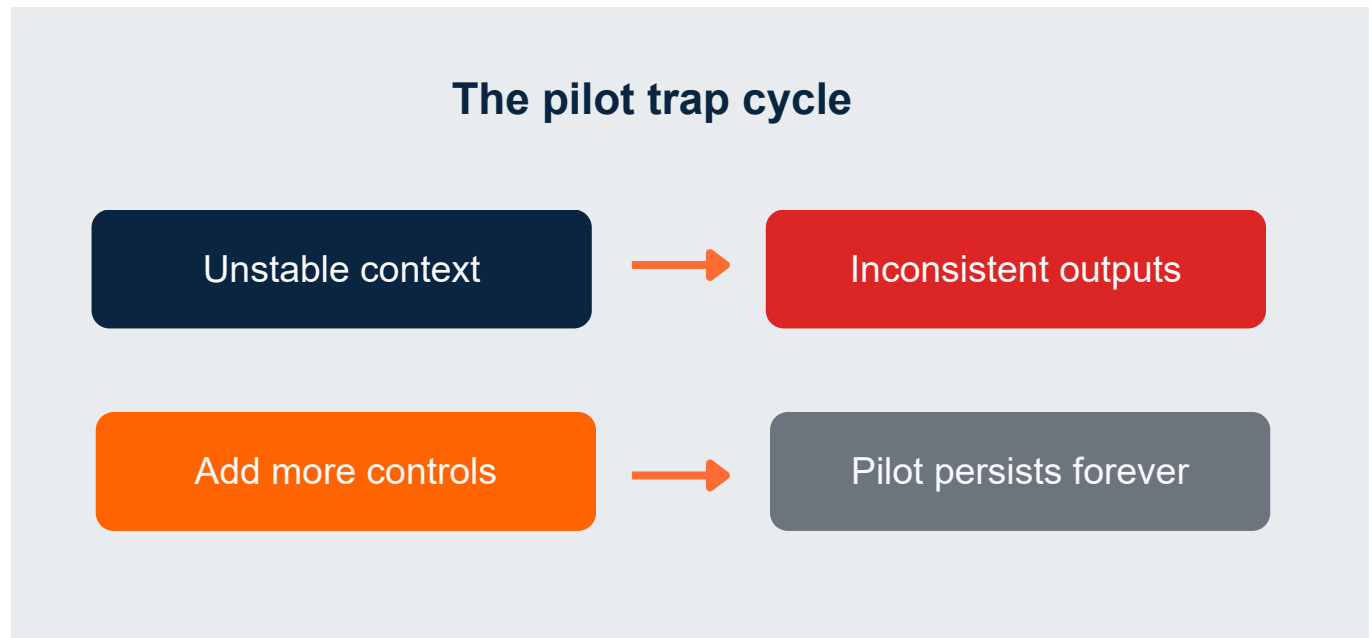 The pilot trap cycle
Unstable context
Inconsistent outputs
Add more controls
Pilot persists forever